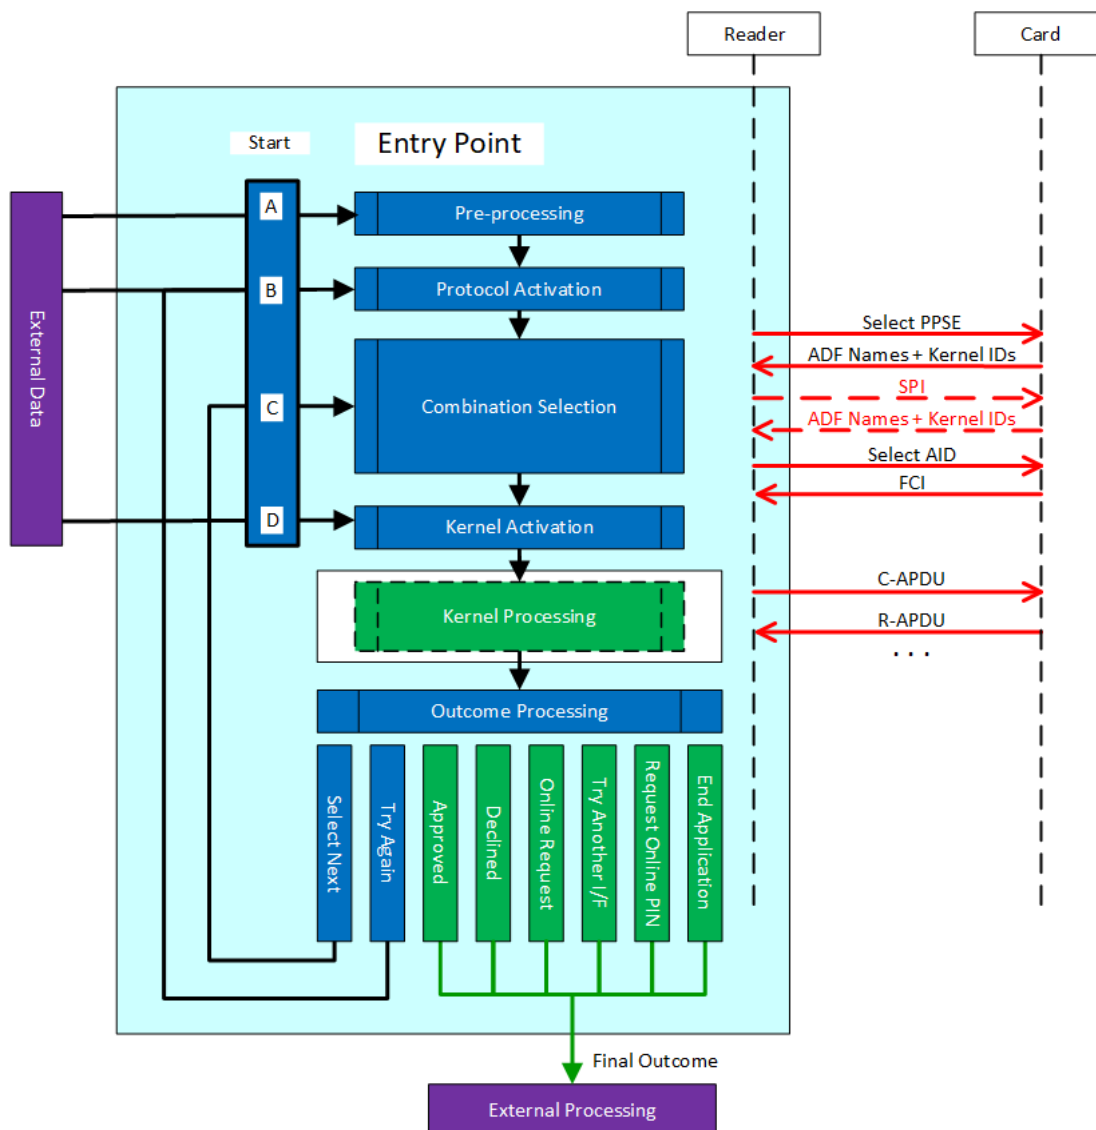 Reader
Card
Start
Entry Point
External Data
A
Pre-processing
B
Protocol Activation
Select PPSE
ADF Names + Kernel IDs
C
Combination Selection
SPI
ADF Names + Kernel IDs
Select AID
FCI
D
Kernel Activation
C-APDU
Kernel Processing
R-APDU
. . .
Outcome Processing
Select Next
Try Again
Approved
Declined
Online Request
Try Another I/F
Request Online PIN
End Application
Final Outcome
External Processing